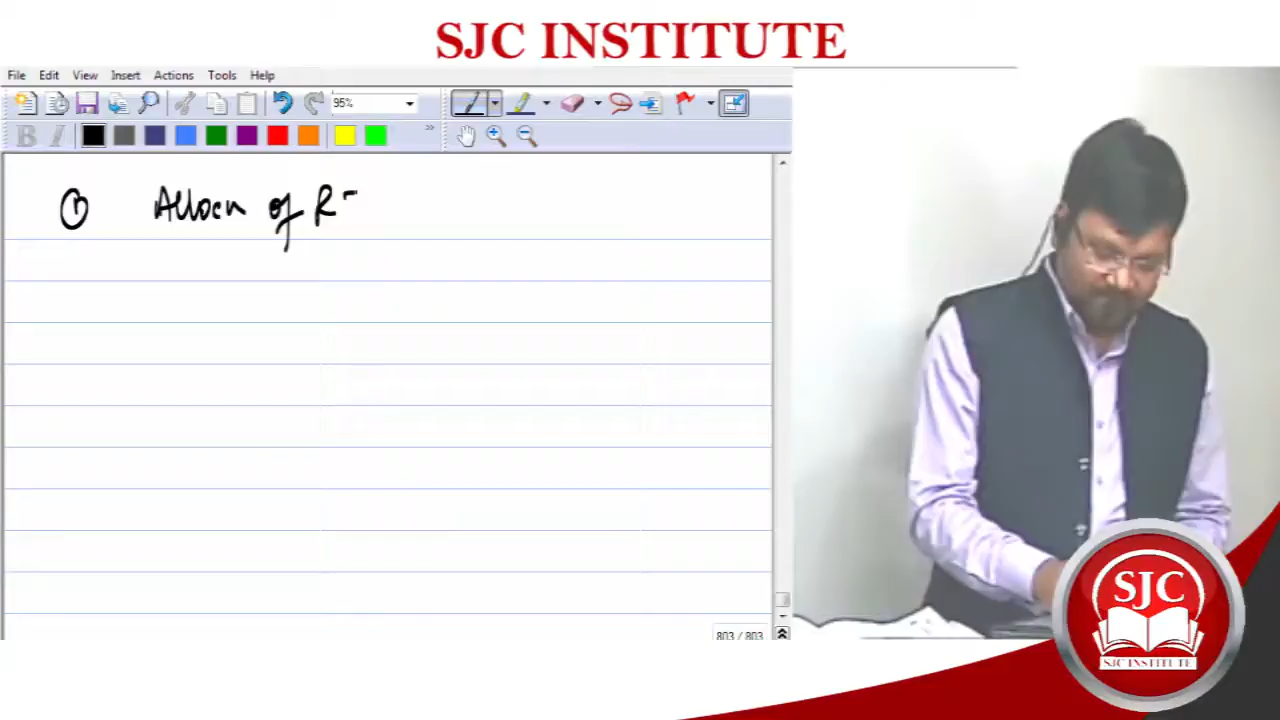 SJC INSTITUTE
File Edit View Insert Actions Tools Help
95%
B I
① Allocn of R
803 / 803
SJC
SJC INSTITUTE